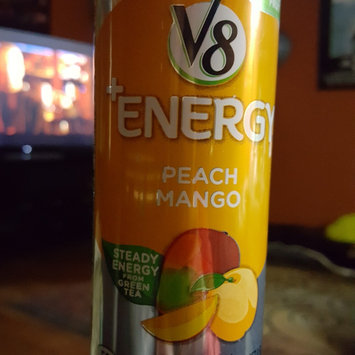 V8
+ENERGY
PEACH
MANGO
STEADY
ENERGY
FROM
GREEN
TEA